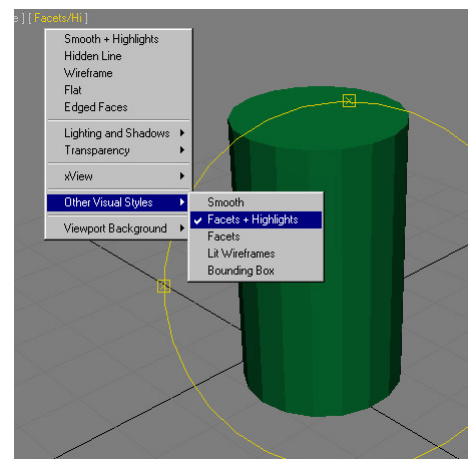 e ] [ Facets/Hi ]
Smooth + Highlights
Hidden Line
Wireframe
Flat
Edged Faces
Lighting and Shadows
Transparency
xView
Other Visual Styles
Viewport Background
Smooth
Facets + Highlights
Facets
Lit Wireframes
Bounding Box